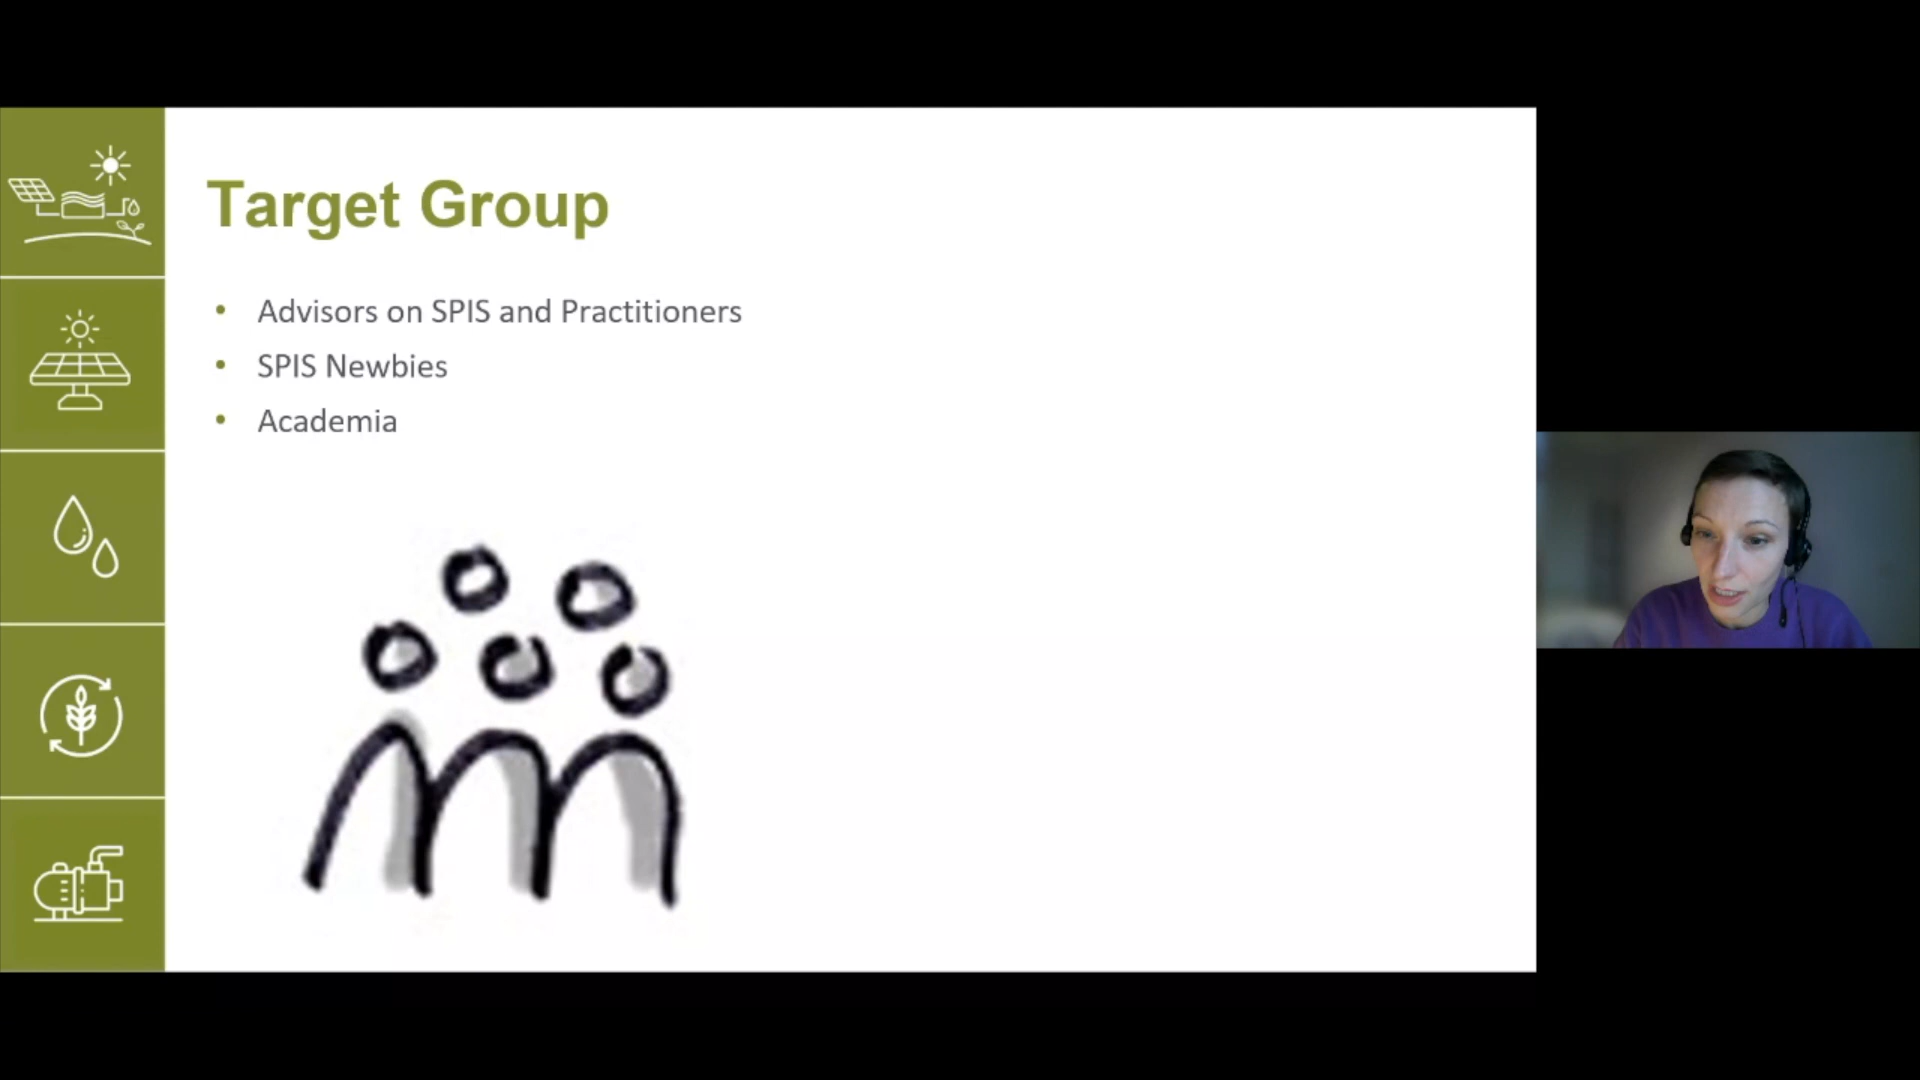 Target Group
• Advisors on SPIS and Practitioners
• SPIS Newbies
• Academia